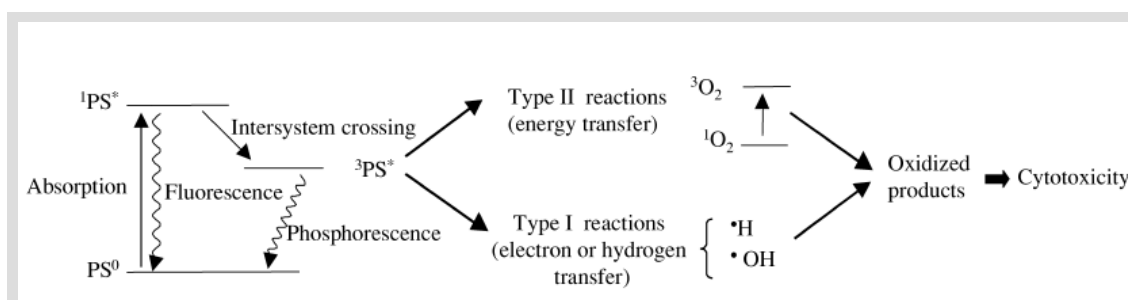 ¹PS*
Intersystem crossing
³PS*
Absorption
Fluorescence
Phosphorescence
PS⁰
Type II reactions
(energy transfer)
³O₂
¹O₂
Type I reactions
(electron or hydrogen
transfer)
•H
• OH
Oxidized
products
Cytotoxicity